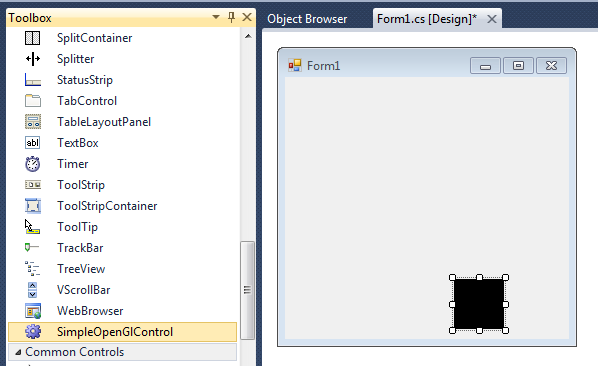 Toolbox
SplitContainer
Splitter
StatusStrip
TabControl
TableLayoutPanel
abl TextBox
Timer
ToolStrip
ToolStripContainer
ToolTip
TrackBar
TreeView
VScrollBar
WebBrowser
SimpleOpenGlControl
Common Controls
Object Browser
Form1.cs [Design]*
Form1